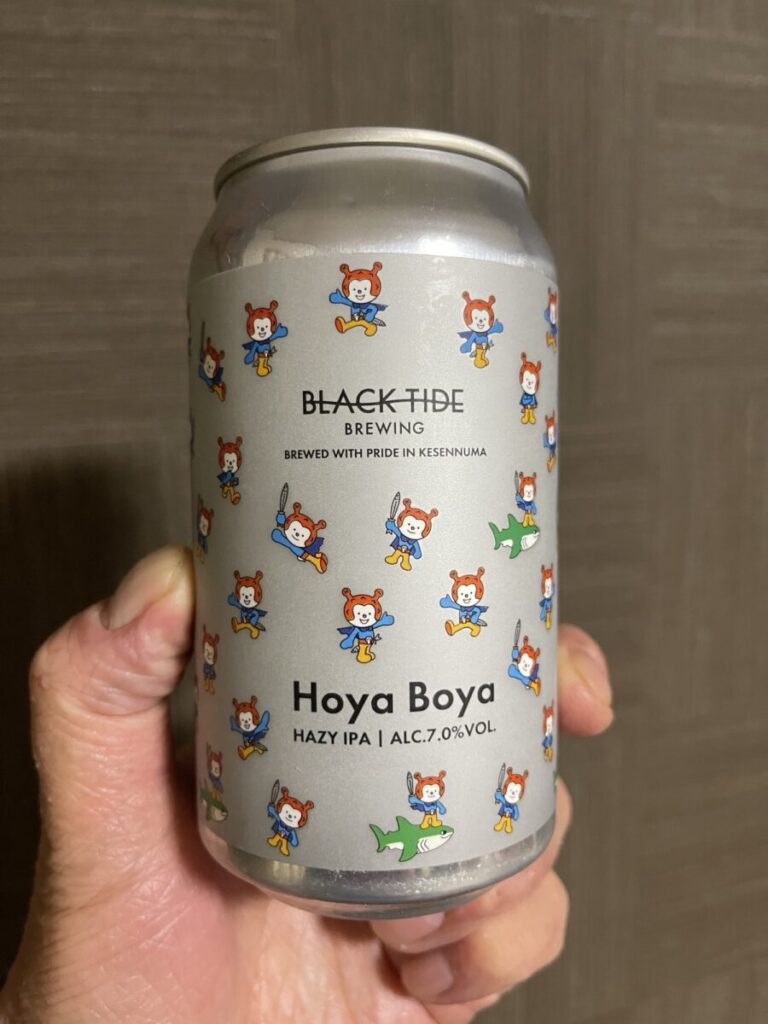 BLACK TIDE
BREWING
BREWED WITH PRIDE IN KESENNUMA
Hoya Boya
HAZY IPA | ALC.7.0%VOL.